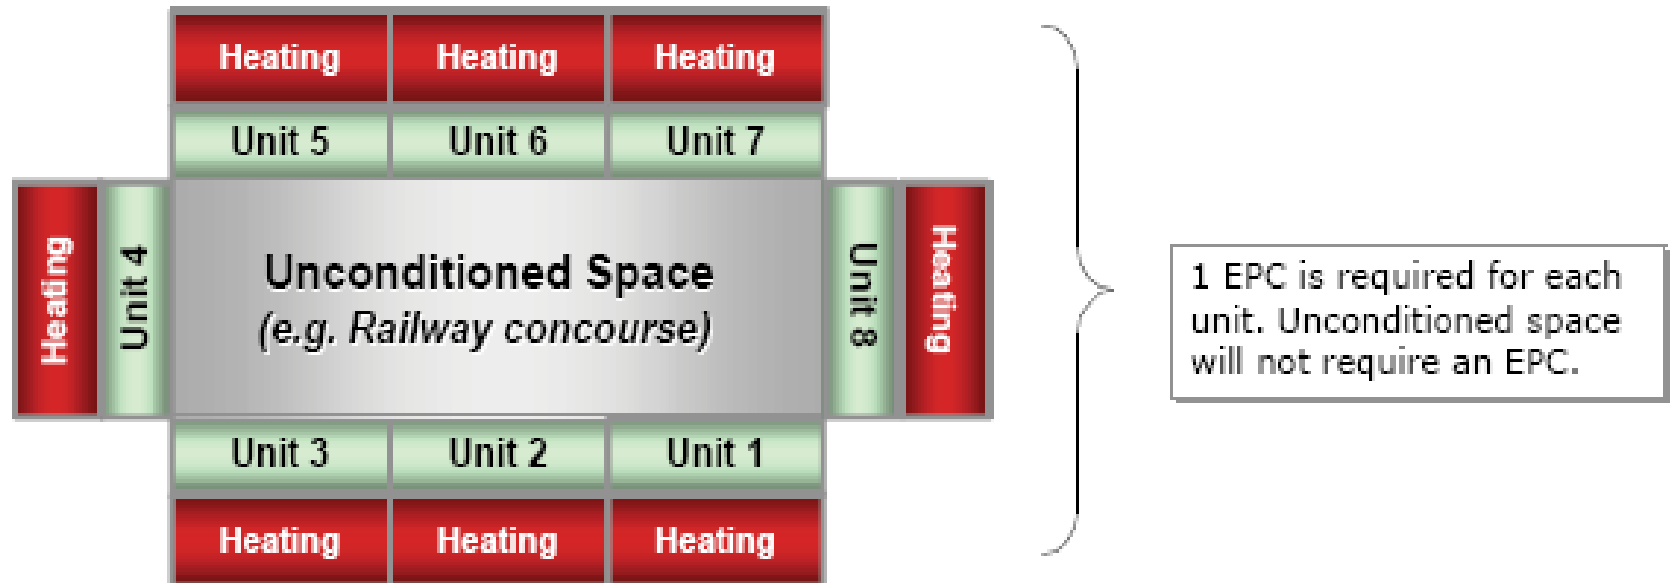 Heating
Heating
Heating
Unit 5
Unit 6
Unit 7
Heating
Unit 4
Unconditioned Space
(e.g. Railway concourse)
Unit 8
Heating
Unit 3
Unit 2
Unit 1
Heating
Heating
Heating
1 EPC is required for each
unit. Unconditioned space
will not require an EPC.